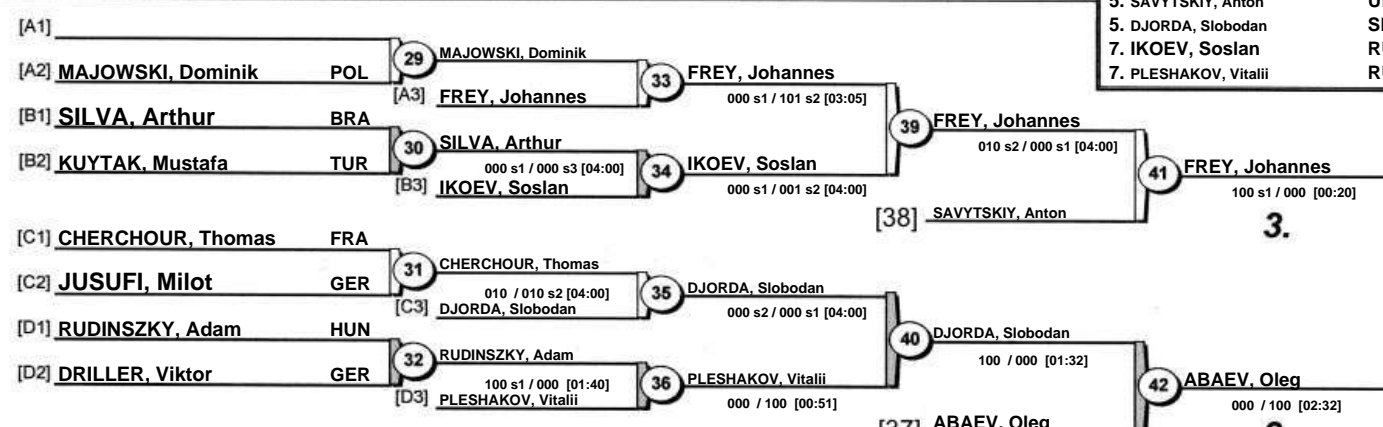 5. SAVYTSKIY, Anton
5. DJORDA, Slobodan
7. IKOEV, Soslan
7. PLESHAKOV, Vitalii
[A1]
[A2] MAJOWSKI, Dominik POL
29 MAJOWSKI, Dominik
[A3] FREY, Johannes
33 FREY, Johannes
000 s1 / 101 s2 [03:05]
[B1] SILVA, Arthur BRA
[B2] KUYTAK, Mustafa TUR
30 SILVA, Arthur
000 s1 / 000 s3 [04:00]
[B3] IKOEV, Soslan
34 IKOEV, Soslan
000 s1 / 001 s2 [04:00]
39 FREY, Johannes
010 s2 / 000 s1 [04:00]
[38] SAVYTSKIY, Anton
41 FREY, Johannes
100 s1 / 000 [00:20]
3.
[C1] CHERCHOUR, Thomas FRA
[C2] JUSUFI, Milot GER
31 CHERCHOUR, Thomas
010 / 010 s2 [04:00]
[C3] DJORDA, Slobodan
35 DJORDA, Slobodan
000 s2 / 000 s1 [04:00]
[D1] RUDINSZKY, Adam HUN
[D2] DRILLER, Viktor GER
32 RUDINSZKY, Adam
100 s1 / 000 [01:40]
[D3] PLESHAKOV, Vitalii
36 PLESHAKOV, Vitalii
000 / 100 [00:51]
40 DJORDA, Slobodan
100 / 000 [01:32]
[37] ABAEV, Oleg
42 ABAEV, Oleg
000 / 100 [02:32]